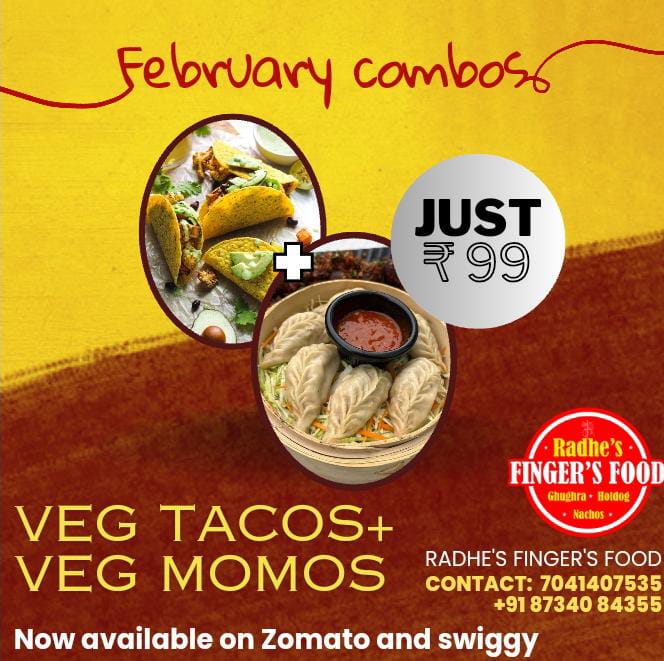 February combos
JUST
₹ 99
Radhe's
FINGER'S FOOD
Ghughra • Hotdog
• Nachos •
VEG TACOS+
VEG MOMOS
RADHE'S FINGER'S FOOD
CONTACT: 7041407535
+91 87340 84355
Now available on Zomato and swiggy